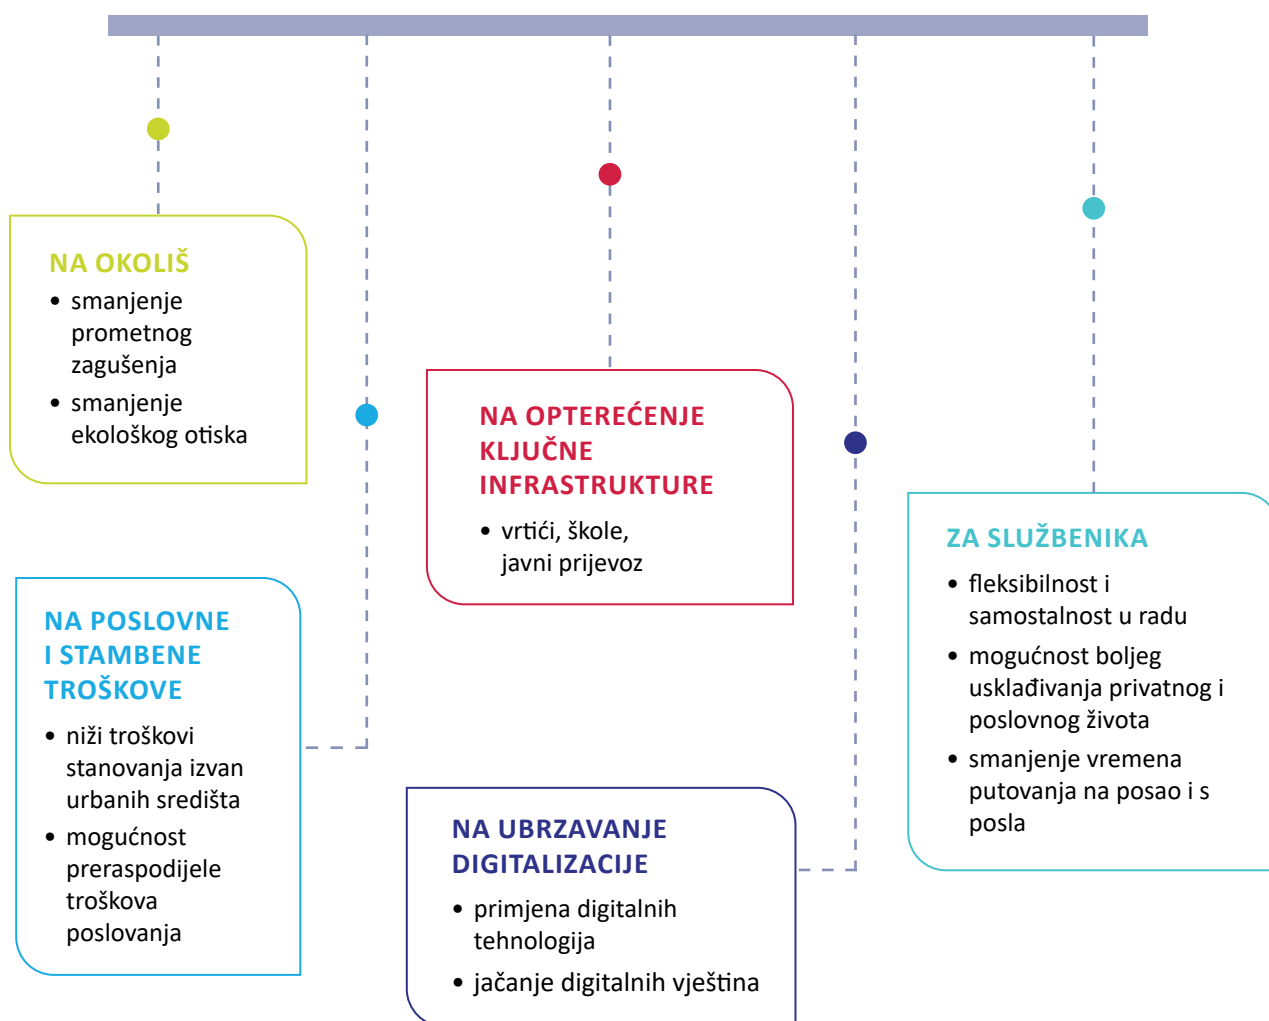 NA OKOLIŠ
• smanjenje
prometnog
zagušenja
• smanjenje
ekološkog otiska
NA POSLOVNE
I STAMBENE
TROŠKOVE
• niži troškovi
stanovanja izvan
urbanih središta
• mogućnost
preraspodijele
troškova
poslovanja
NA OPTEREĆENJE
KLJUČNE
INFRASTRUKTURE
• vrtići, škole,
javni prijevoz
NA UBRZAVANJE
DIGITALIZACIJE
• primjena digitalnih
tehnologija
• jačanje digitalnih vještina
ZA SLUŽBENIKA
• fleksibilnost i
samostalnost u radu
• mogućnost boljeg
usklađivanja privatnog i
poslovnog života
• smanjenje vremena
putovanja na posao i s
posla